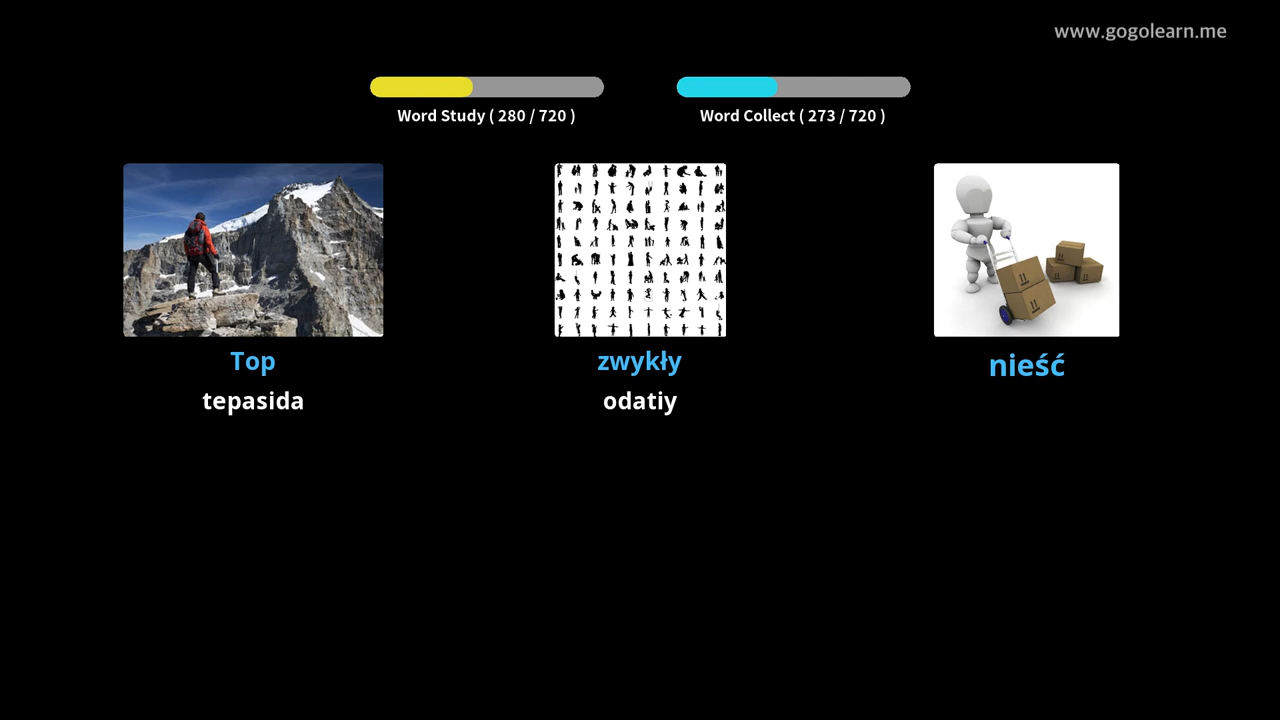 www.gogolearn.me
Word Study ( 280 / 720 )
Word Collect ( 273 / 720 )
Top
zwykły
nieść
tepasida
odatiy